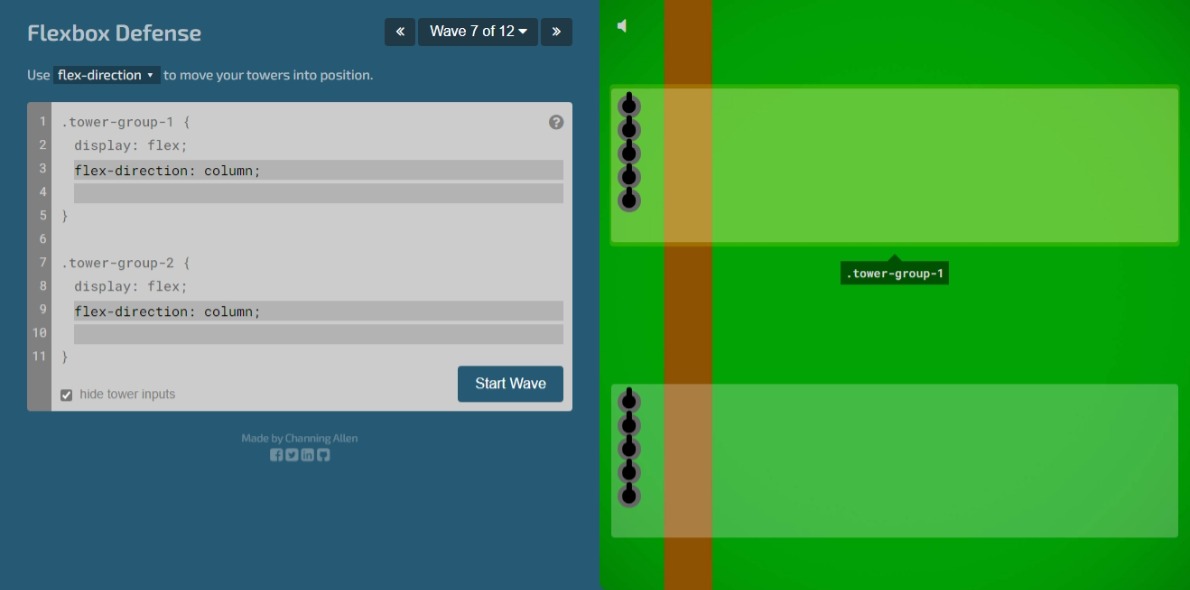 Flexbox Defense
« Wave 7 of 12 »
Use flex-direction to move your towers into position.
1 .tower-group-1 {
2 display: flex;
3 flex-direction: column;
4
5 }
6
7 .tower-group-2 {
8 display: flex;
9 flex-direction: column;
10
11 }
hide tower inputs
Start Wave
Made by Channing Allen
.tower-group-1